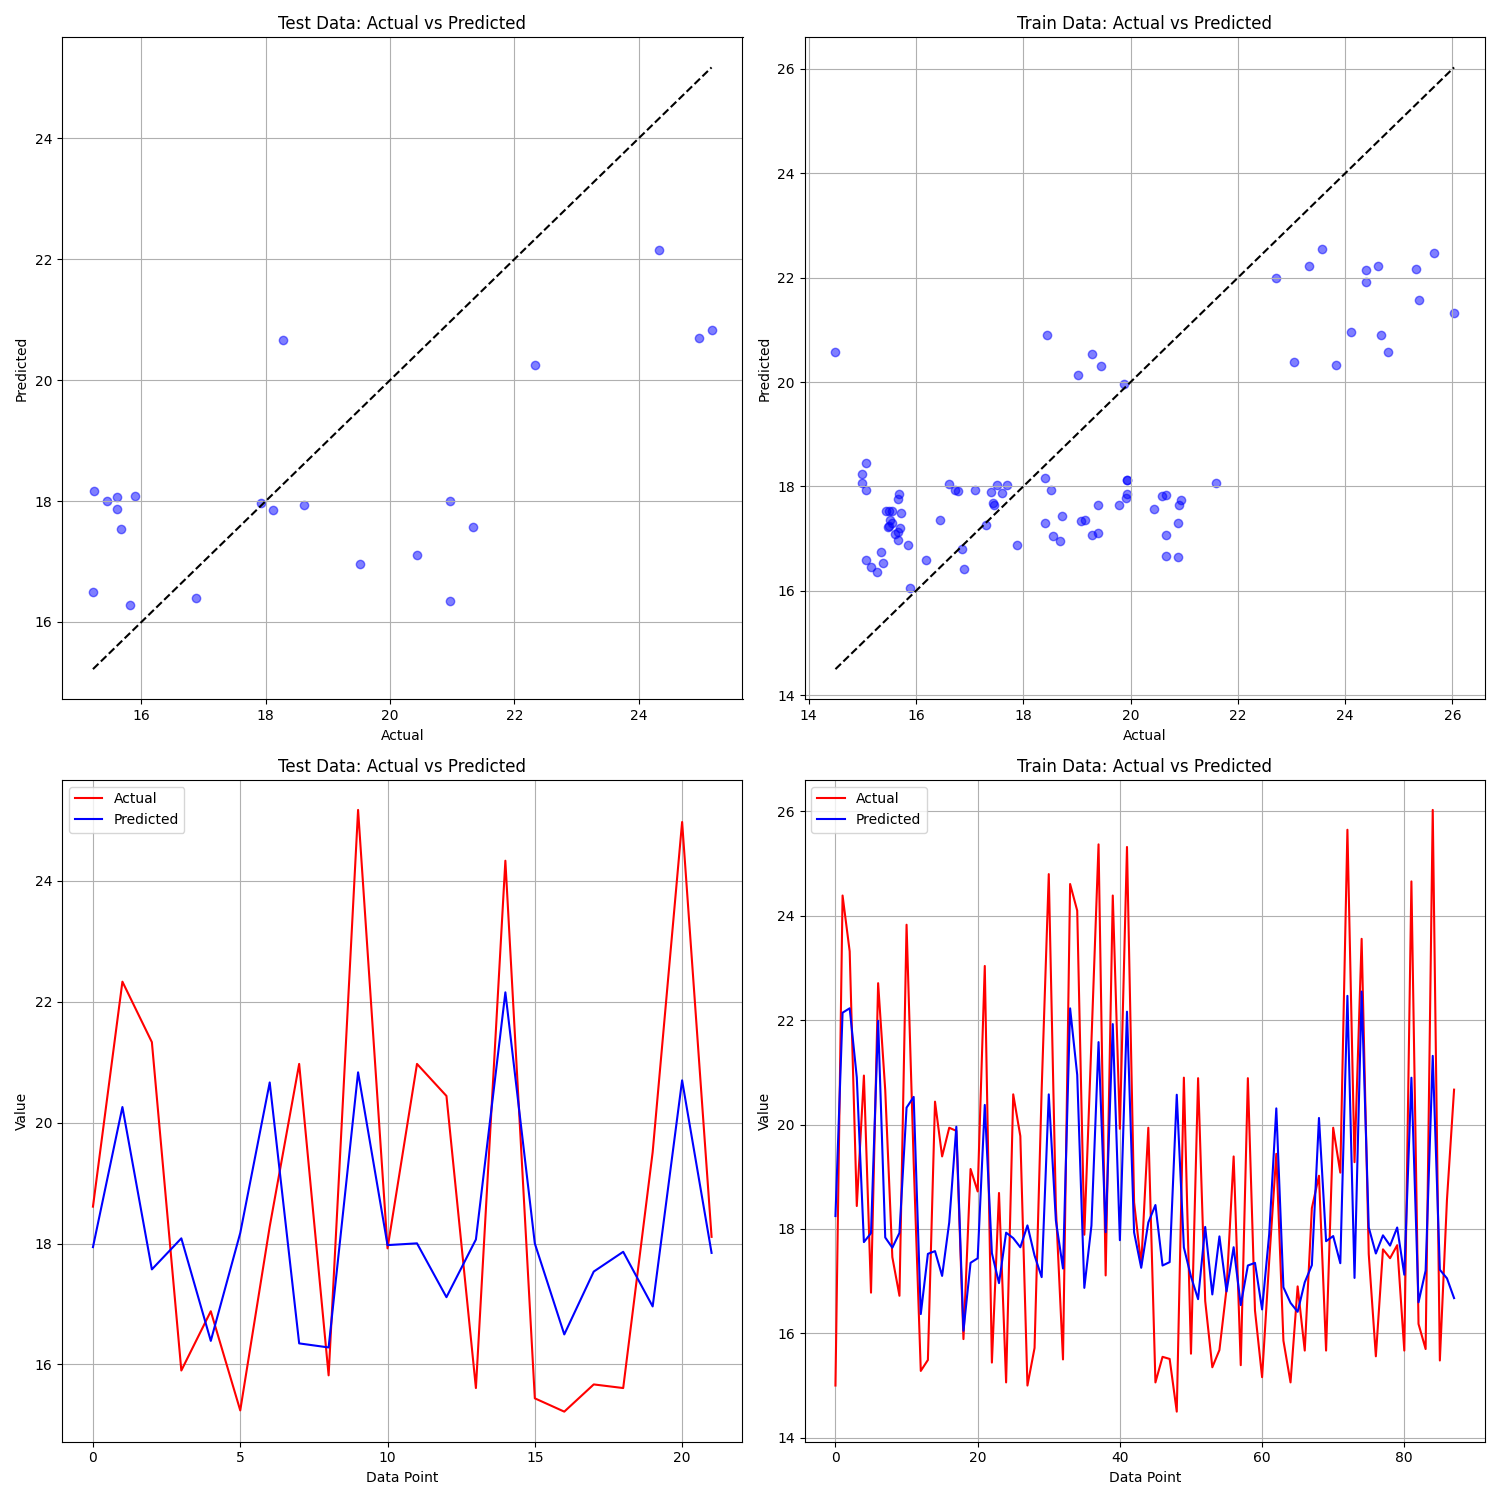 Test Data: Actual vs Predicted
Predicted
24
22
20
18
16
16 18 20 22 24
Actual
Train Data: Actual vs Predicted
Predicted
26
24
22
20
18
16
14
14 16 18 20 22 24 26
Actual
Test Data: Actual vs Predicted
Actual
Predicted
Value
24
22
20
18
16
0 5 10 15 20
Data Point
Train Data: Actual vs Predicted
Actual
Predicted
Value
26
24
22
20
18
16
14
0 20 40 60 80
Data Point